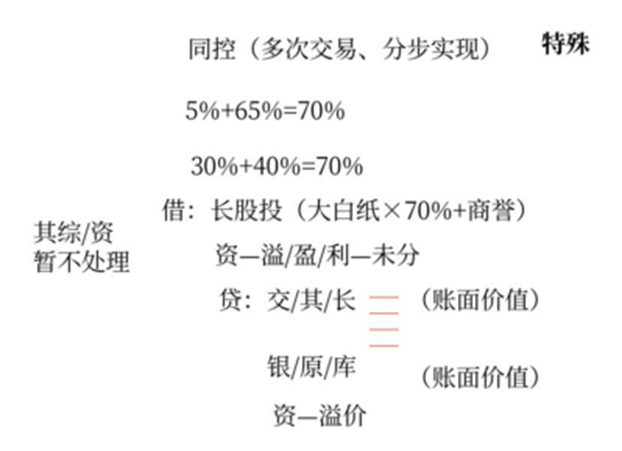 同控（多次交易、分步实现）
特殊
5%+65%=70%
30%+40%=70%
借：长股投（大白纸×70%+商誉）
其综/资
暂不处理
资—溢/盈/利—未分
贷：交/其/长 （账面价值）
银/原/库 （账面价值）
资—溢价